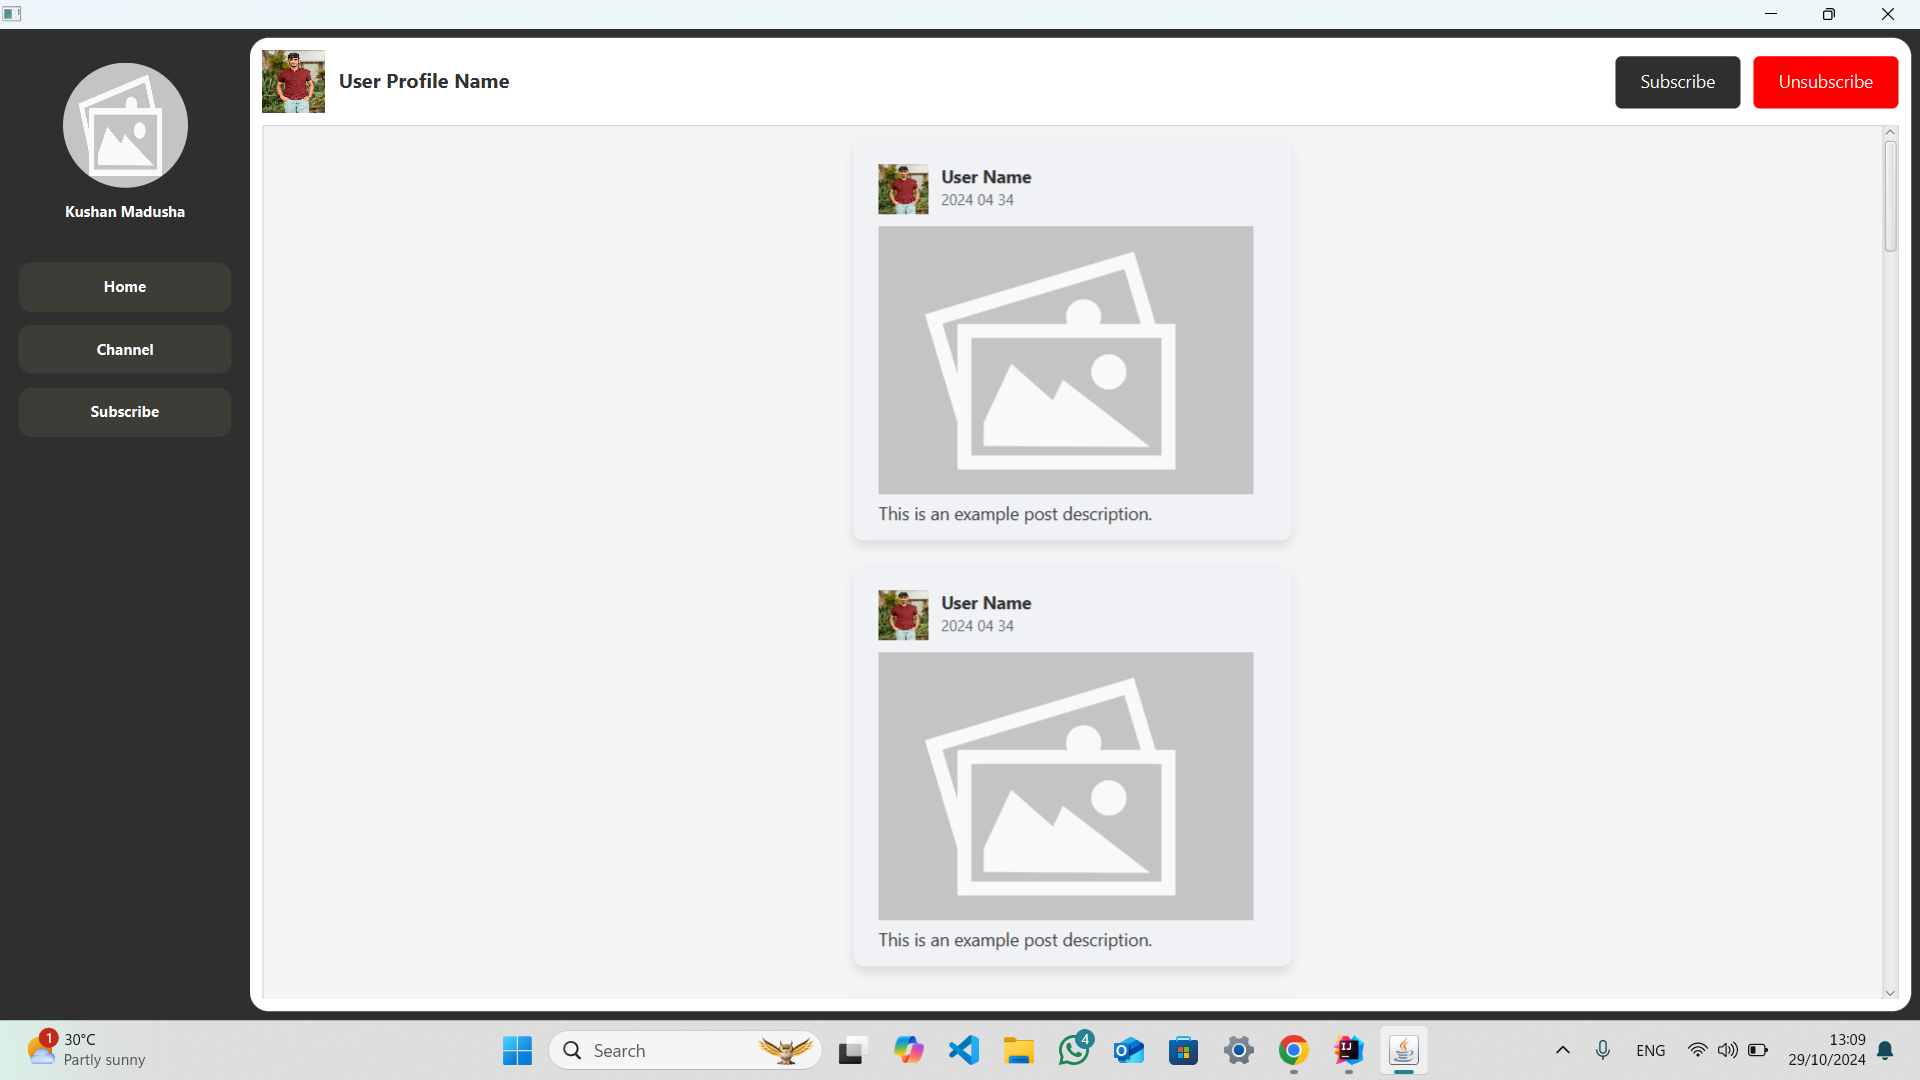 User Profile Name
Subscribe
Unsubscribe
Kushan Madusha
Home
Channel
Subscribe
User Name
2024 04 34
This is an example post description.
User Name
2024 04 34
This is an example post description.
1
30°C
Partly sunny
Search
4
ENG
13:09
29/10/2024